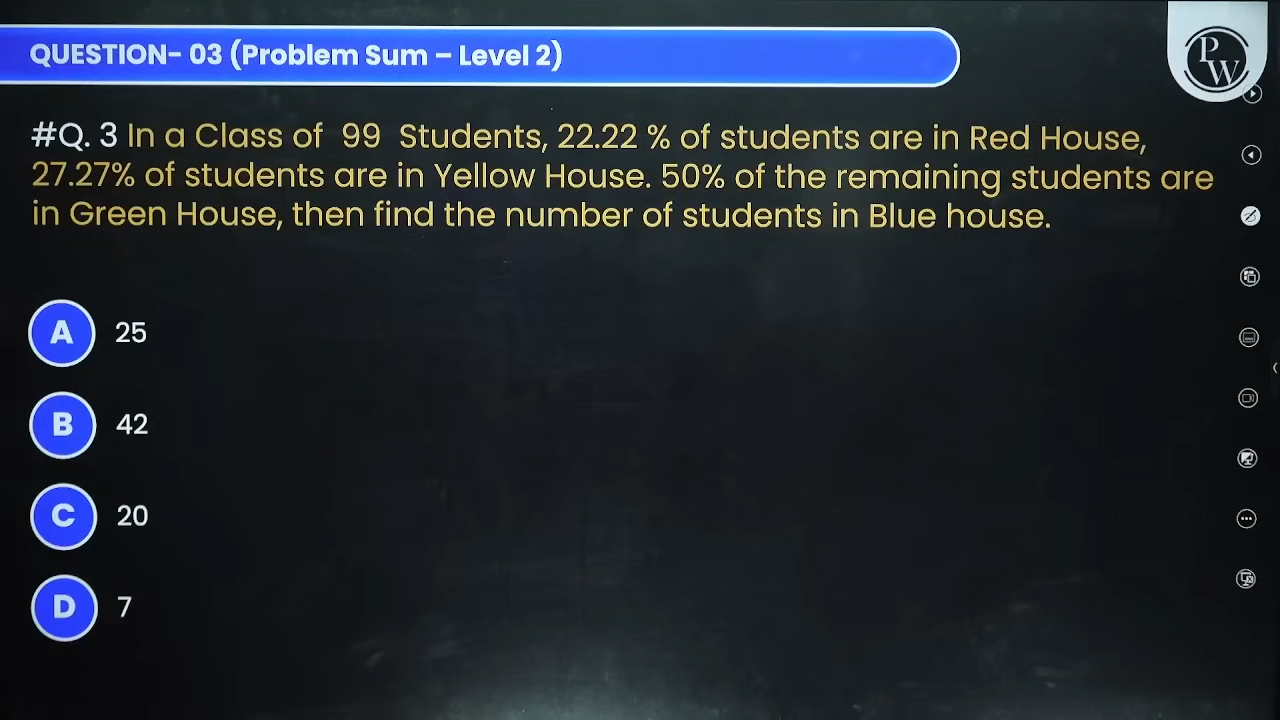 QUESTION- 03 (Problem Sum – Level 2)
PW
#Q. 3 In a Class of 99 Students, 22.22 % of students are in Red House,
27.27% of students are in Yellow House. 50% of the remaining students are
in Green House, then find the number of students in Blue house.
A 25
B 42
C 20
D 7